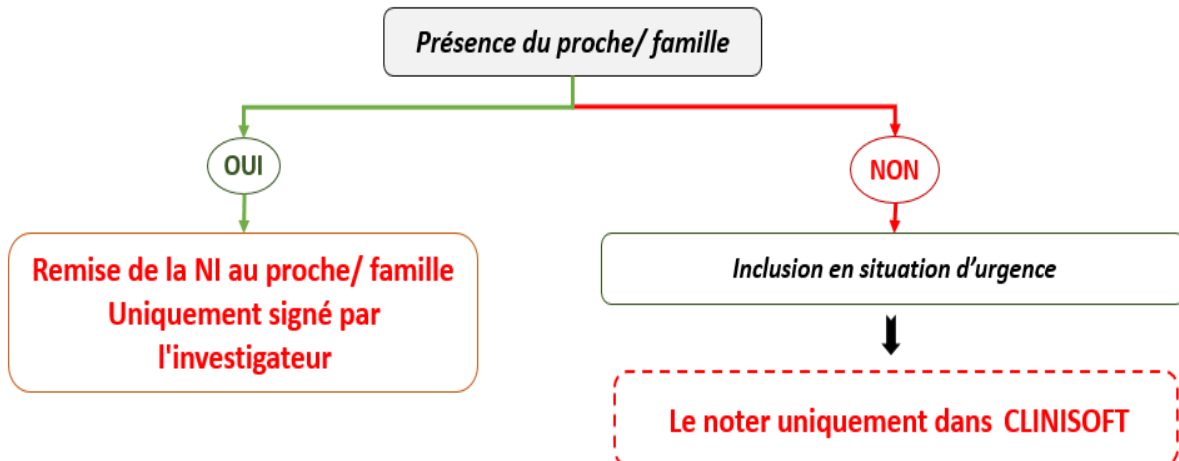 Présence du proche/ famille
OUI
NON
Remise de la NI au proche/ famille
Uniquement signé par
l'investigateur
Inclusion en situation d’urgence
Le noter uniquement dans CLINISOFT